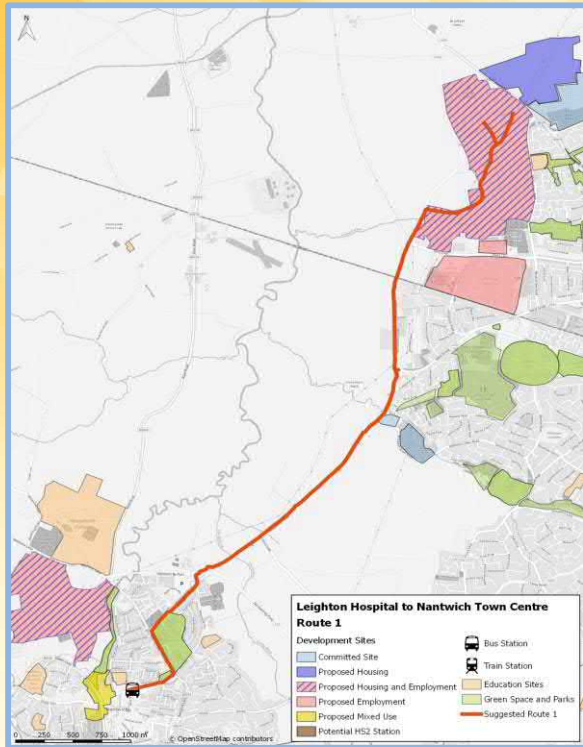 N
Leighton Hospital to Nantwich Town Centre
Route 1
Development Sites
Committed Site
Proposed Housing
Proposed Housing and Employment
Proposed Employment
Proposed Mixed Use
Potential HS2 Station
Bus Station
Train Station
Education Sites
Green Space and Parks
Suggested Route 1
0 250 500 750 1000 m
© OpenStreetMap contributors